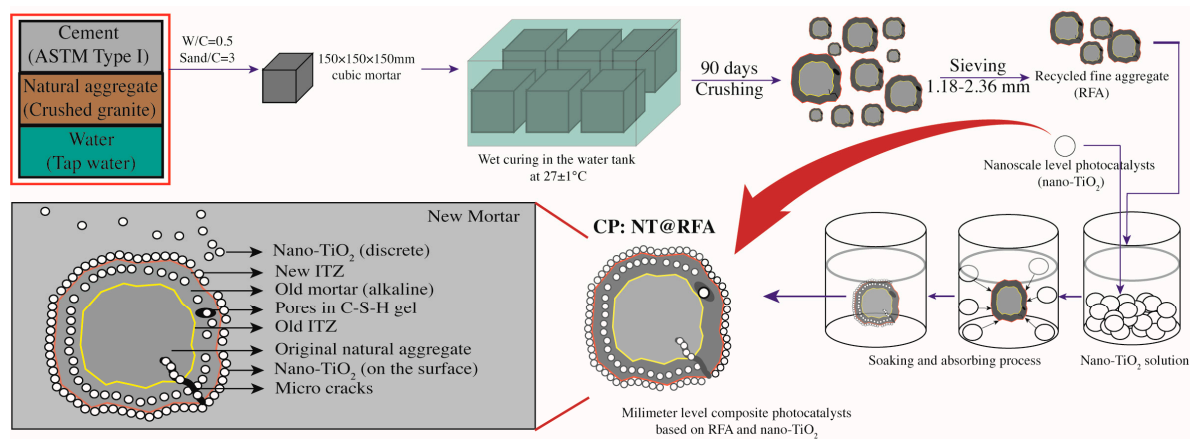 Cement
(ASTM Type I)
Natural aggregate
(Crushed granite)
Water
(Tap water)
W/C=0.5
Sand/C=3
150×150×150mm
cubic mortar
Wet curing in the water tank
at 27±1°C
90 days
Crushing
Sieving
1.18-2.36 mm
Recycled fine aggregate
(RFA)
Nanoscale level photocatalysts
(nano-TiO₂)
New Mortar
Nano-TiO₂ (discrete)
New ITZ
Old mortar (alkaline)
Pores in C-S-H gel
Old ITZ
Original natural aggregate
Nano-TiO₂ (on the surface)
Micro cracks
CP: NT@RFA
Milimeter level composite photocatalysts
based on RFA and nano-TiO₂
Soaking and absorbing process
Nano-TiO₂ solution